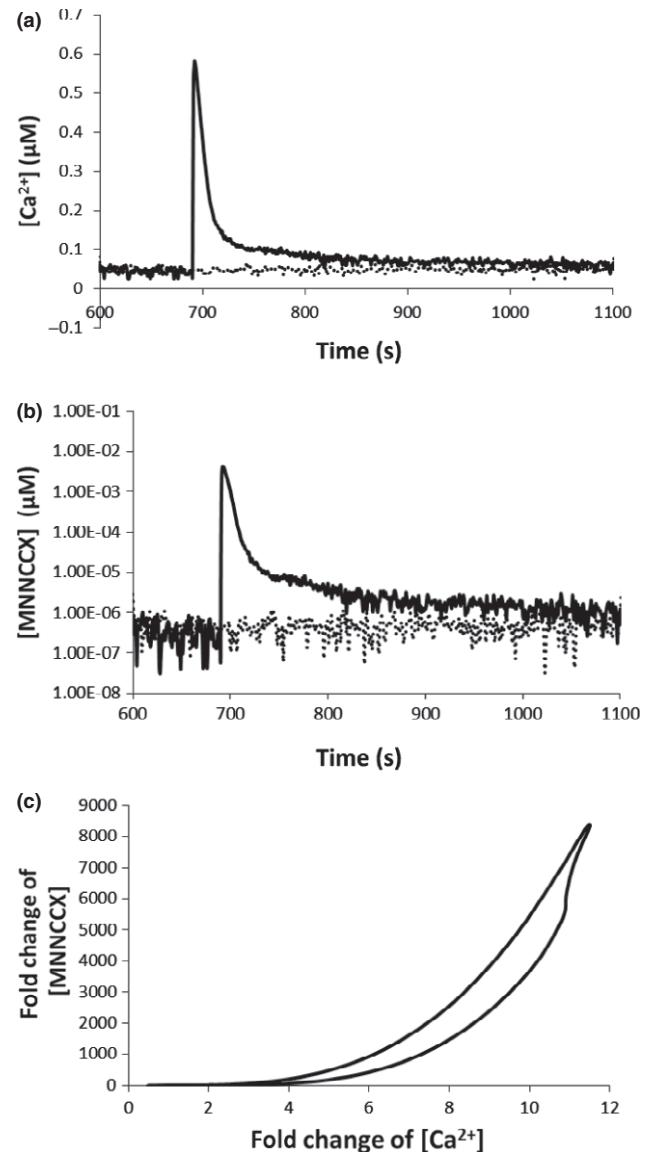 (a)
0.7
0.6
0.5
0.4
0.3
0.2
0.1
0
–0.1
[Ca²⁺] (µM)
600 700 800 900 1000 1100
Time (s)
(b)
1.00E-01
1.00E-02
1.00E-03
1.00E-04
1.00E-05
1.00E-06
1.00E-07
1.00E-08
[MNNCCX] (µM)
600 700 800 900 1000 1100
Time (s)
(c)
9000
8000
7000
6000
5000
4000
3000
2000
1000
0
Fold change of
[MNNCCX]
0 2 4 6 8 10 12
Fold change of [Ca²⁺]